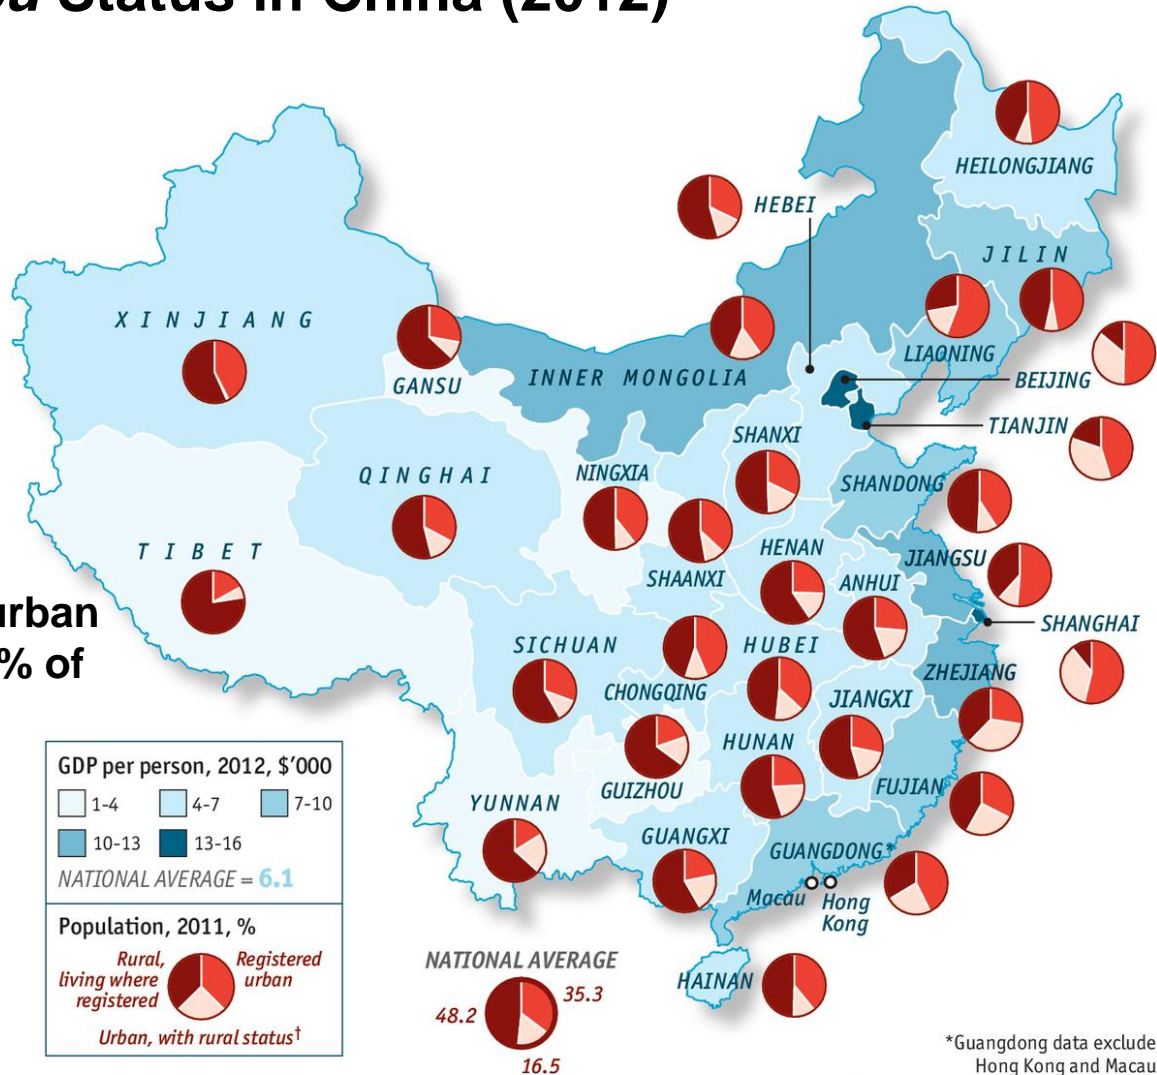 Status in China (2012)
HEILONGJIANG
HEBEI
JILIN
XINJIANG
LIAONING
GANSU
INNER MONGOLIA
BEIJING
TIANJIN
SHANXI
QINGHAI
NINGXIA
SHANDONG
TIBET
HENAN
JIANGSU
SHAANXI
ANHUI
urban
% of
SICHUAN
HUBEI
SHANGHAI
ZHEJIANG
CHONGQING
JIANGXI
HUNAN
GUIZHOU
FUJIAN
YUNNAN
GUANGXI
GUANGDONG*
Macau
Hong
Kong
HAINAN
GDP per person, 2012, $'000
1-4 4-7 7-10
10-13 13-16
NATIONAL AVERAGE = 6.1
Population, 2011, %
Rural,
living where
registered
Registered
urban
Urban, with rural status†
NATIONAL AVERAGE
35.3
48.2
16.5
*Guangdong data exclude
Hong Kong and Macau